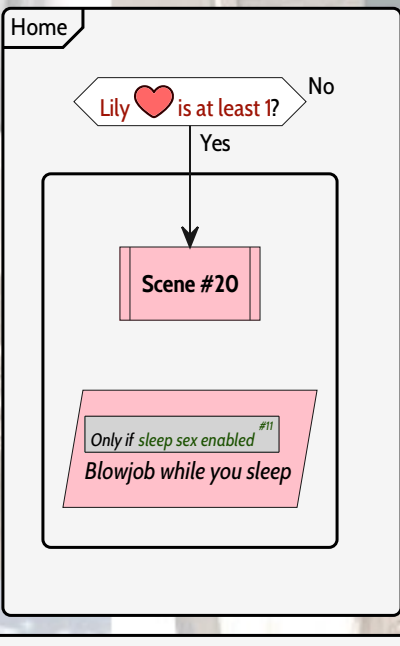 Home
Lily ❤ is at least 1?
No
Yes
Scene #20
Only if sleep sex enabled #11
Blowjob while you sleep